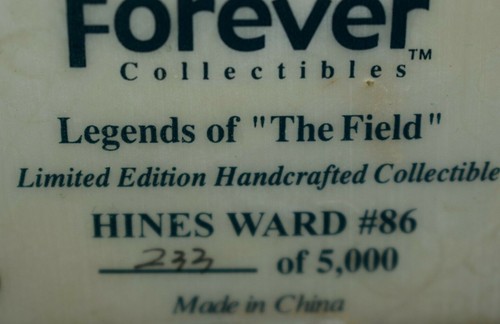 Forever
Collectibles™
Legends of "The Field"
Limited Edition Handcrafted Collectible
HINES WARD #86
233 of 5,000
Made in China